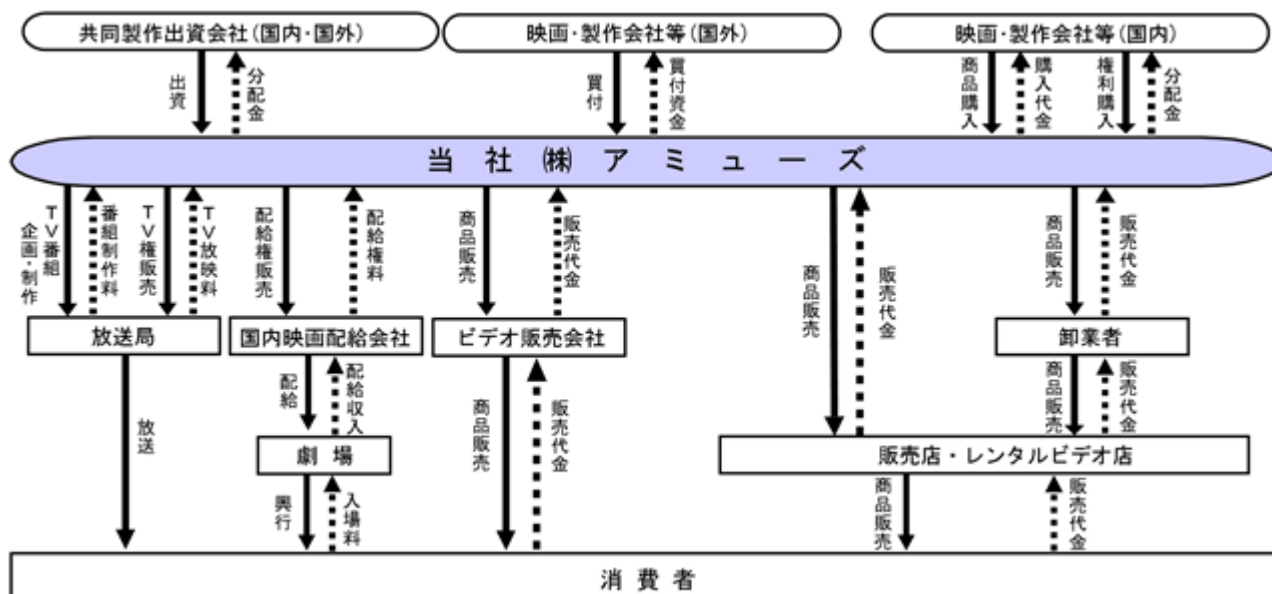 共同製作出資会社(国内・国外)
映画・製作会社等(国外)
映画・製作会社等(国内)
出資
分配金
買付
買付資金
商品購入
購入代金
権利購入
分配金
当社㈱アミューズ
TV番組
企画・制作
番組制作料
TV権販売
TV放映料
配給権販売
配給権料
商品販売
販売代金
商品販売
販売代金
商品販売
販売代金
放送局
国内映画配給会社
ビデオ販売会社
卸業者
放送
配給
配給収入
商品販売
販売代金
商品販売
販売代金
劇場
販売店・レンタルビデオ店
興行
入場料
商品販売
販売代金
消費者